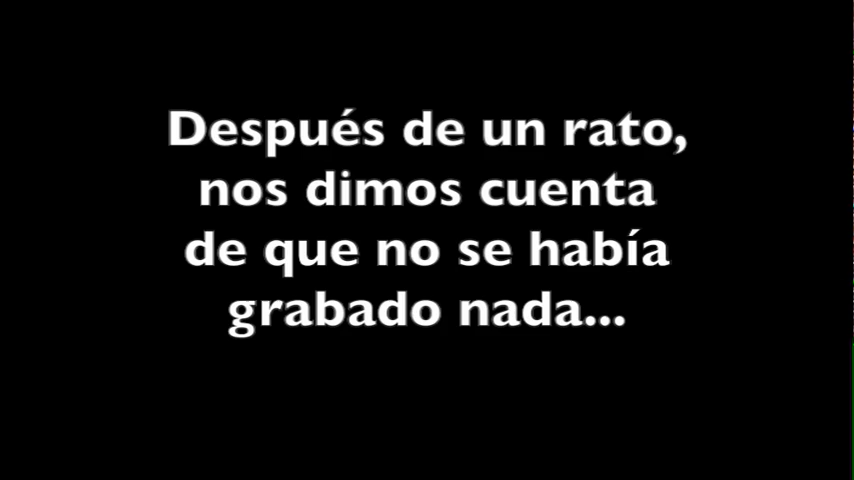 Después de un rato,
nos dimos cuenta
de que no se había
grabado nada...